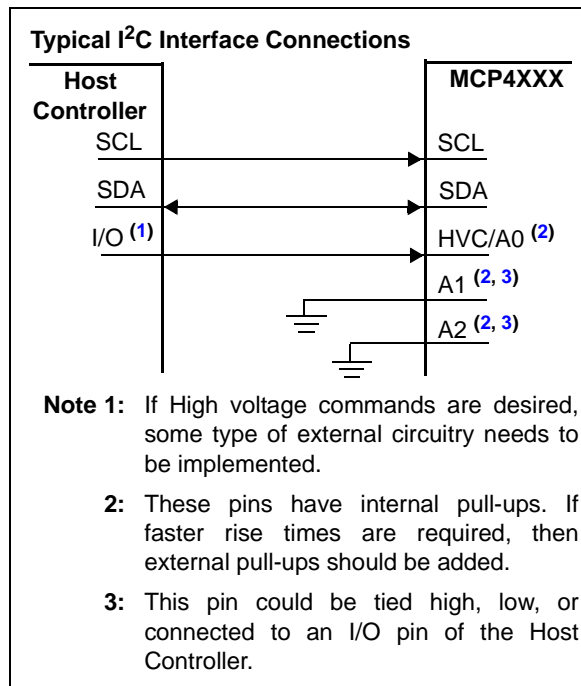 Typical I2C Interface Connections
Host
Controller
MCP4XXX
SCL
SCL
SDA
SDA
I/O (1)
HVC/A0 (2)
A1 (2, 3)
A2 (2, 3)
Note 1: If High voltage commands are desired,
some type of external circuitry needs to
be implemented.
2: These pins have internal pull-ups. If
faster rise times are required, then
external pull-ups should be added.
3: This pin could be tied high, low, or
connected to an I/O pin of the Host
Controller.